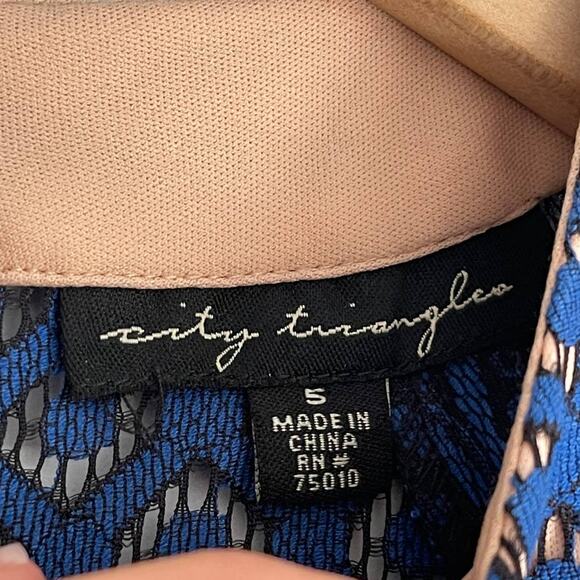 city triangles
5
MADE IN
CHINA
RN #
75010